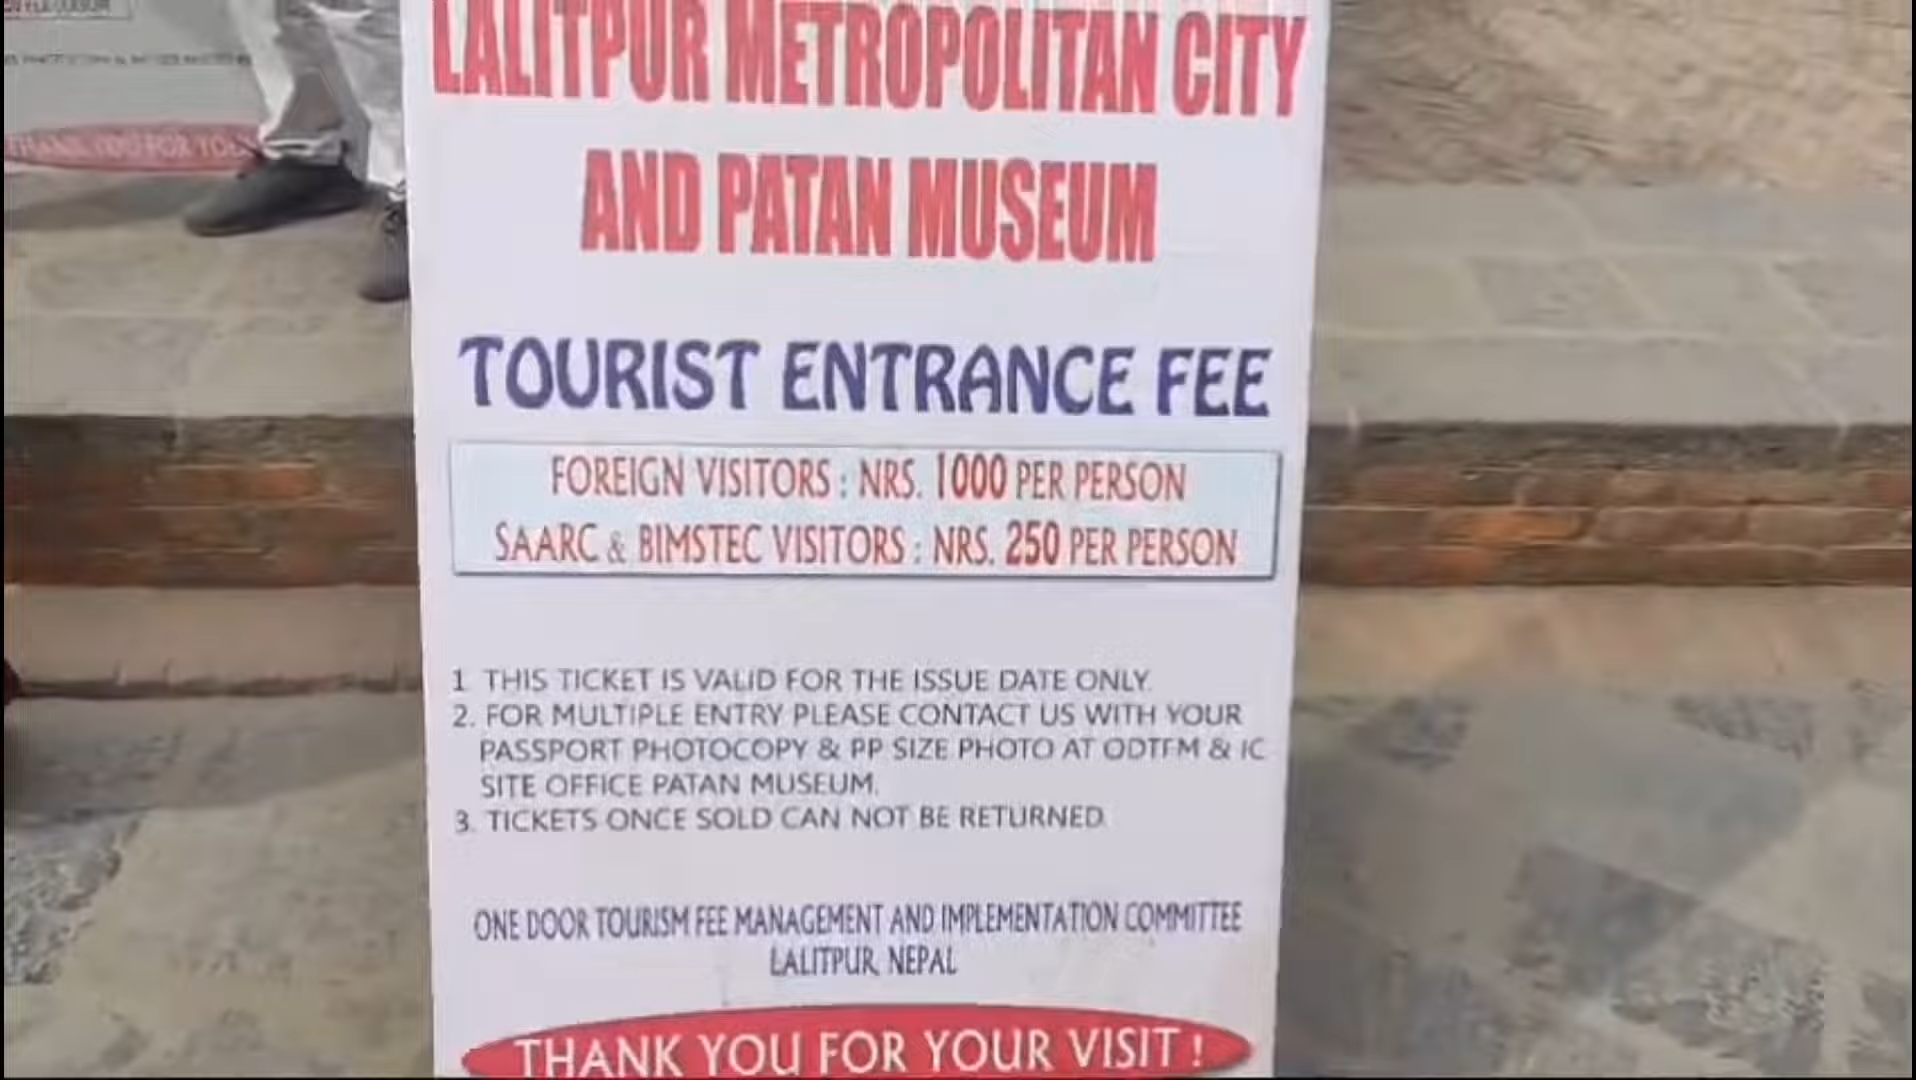 LALITPUR METROPOLITAN CITY
AND PATAN MUSEUM
TOURIST ENTRANCE FEE
FOREIGN VISITORS : NRS. 1000 PER PERSON
SAARC & BIMSTEC VISITORS : NRS. 250 PER PERSON
1. THIS TICKET IS VALID FOR THE ISSUE DATE ONLY.
2. FOR MULTIPLE ENTRY PLEASE CONTACT US WITH YOUR
PASSPORT PHOTOCOPY & PP SIZE PHOTO AT ODTFM & IC
SITE OFFICE PATAN MUSEUM.
3. TICKETS ONCE SOLD CAN NOT BE RETURNED.
ONE DOOR TOURISM FEE MANAGEMENT AND IMPLEMENTATION COMMITTEE
LALITPUR, NEPAL
THANK YOU FOR YOUR VISIT !
THANK YOU FOR YOU